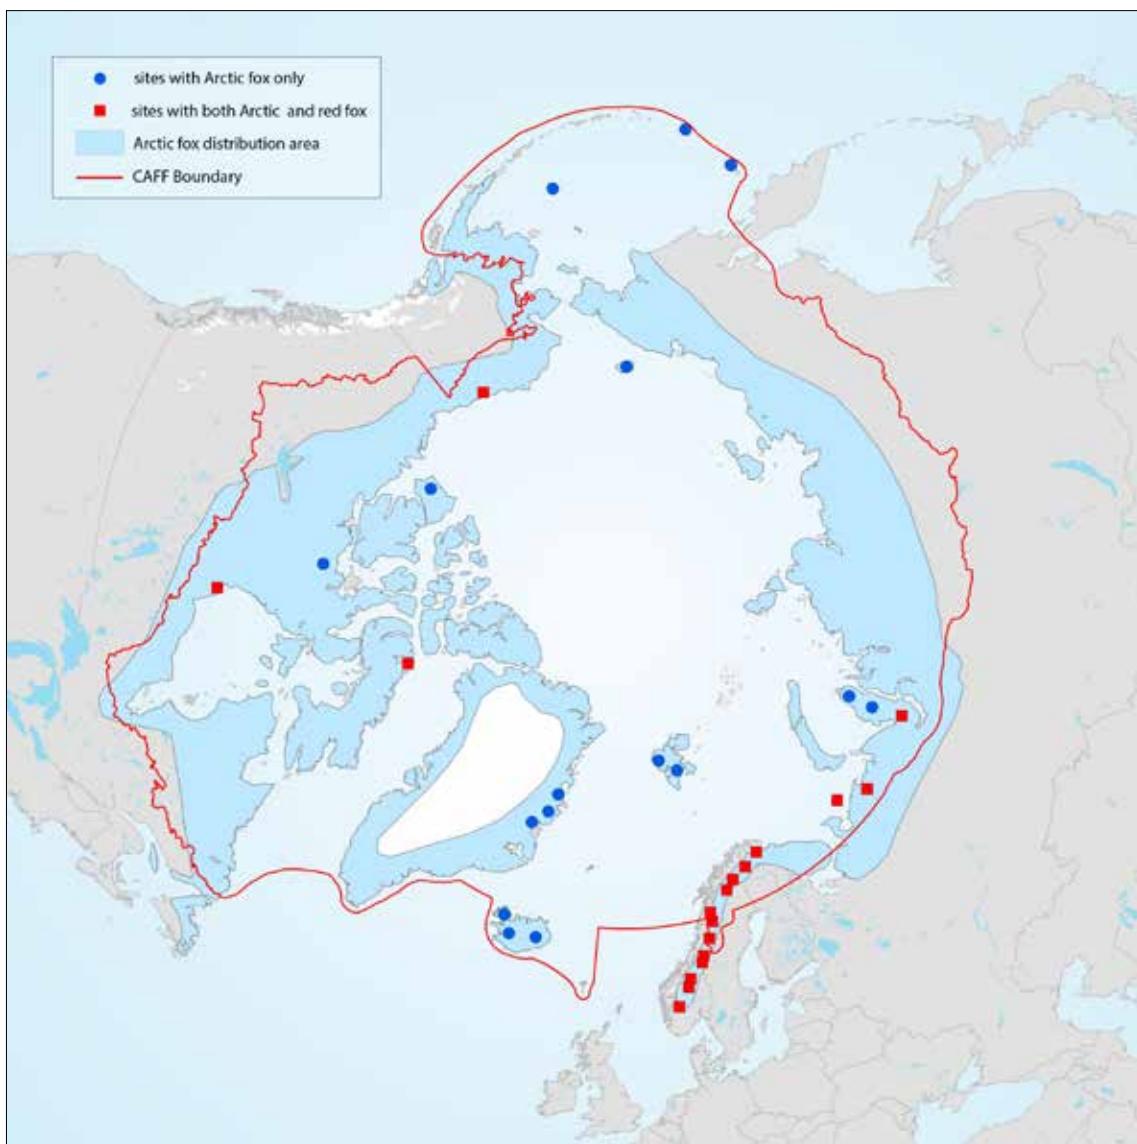 sites with Arctic fox only
sites with both Arctic and red fox
Arctic fox distribution area
CAFF Boundary